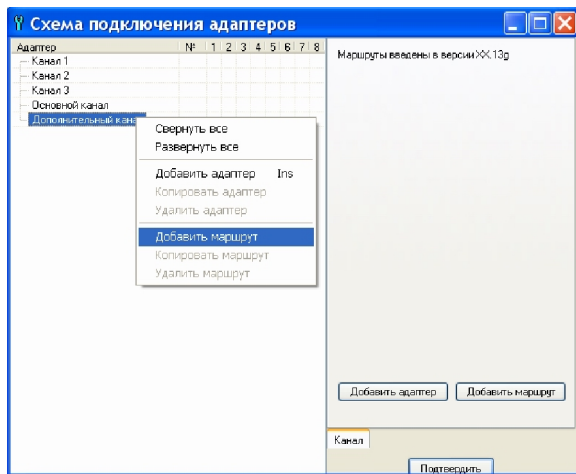 Схема подключения адаптеров
Адаптер № 1 2 3 4 5 6 7 8
Канал 1
Канал 2
Канал 3
Основной канал
Дополнительный
Свернуть все
Развернуть все
Добавить адаптер Ins
Копировать адаптер
Удалить адаптер
Добавить маршрут
Копировать маршрут
Удалить маршрут
Маршруты введены в версии XX.13g
Добавить адаптер Добавить маршрут
Канал
Подтвердить